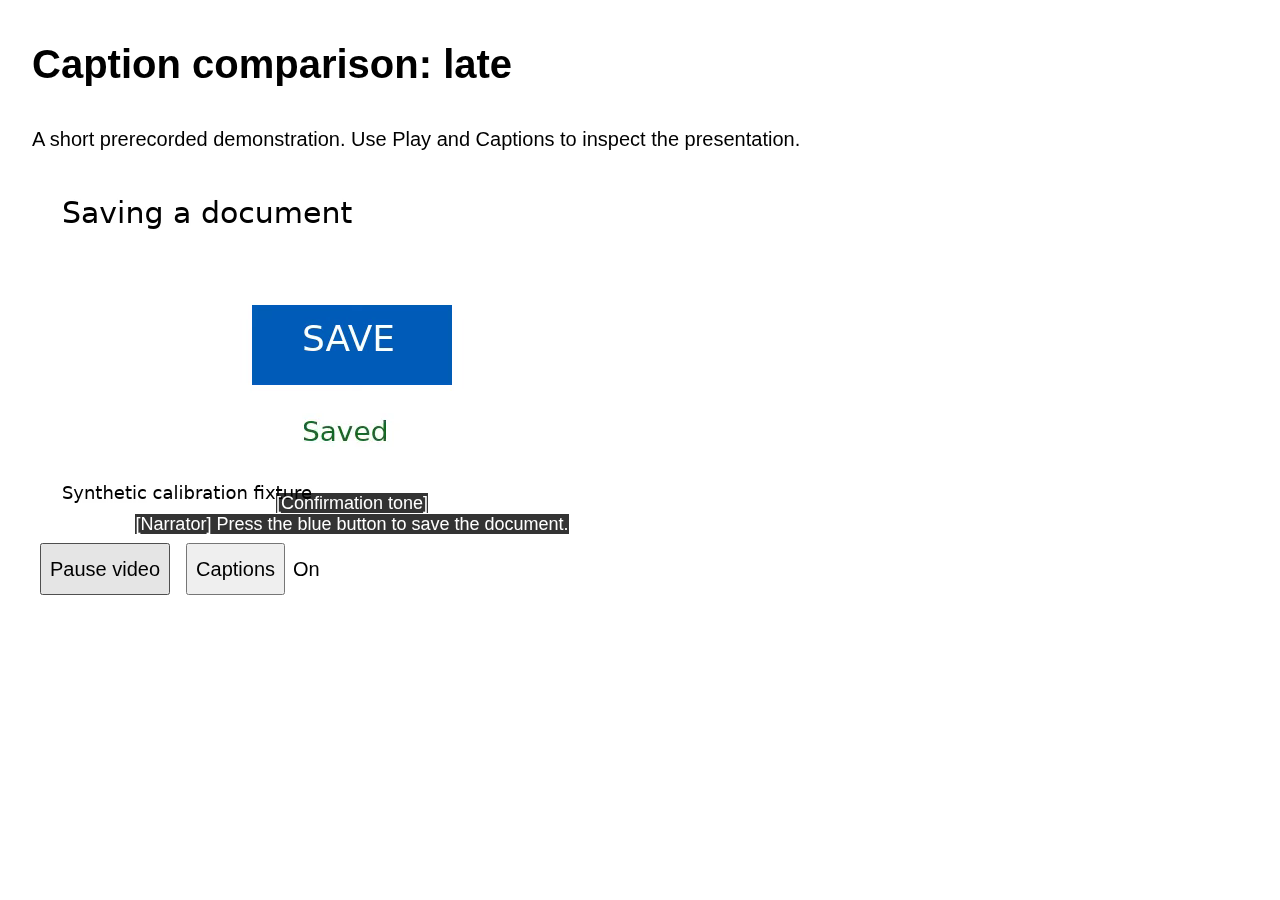 Caption comparison: late
A short prerecorded demonstration. Use Play and Captions to inspect the presentation.
Saving a document
SAVE
Saved
Synthetic calibration fixture
[Confirmation tone]
[Narrator] Press the blue button to save the document.
Pause video Captions On